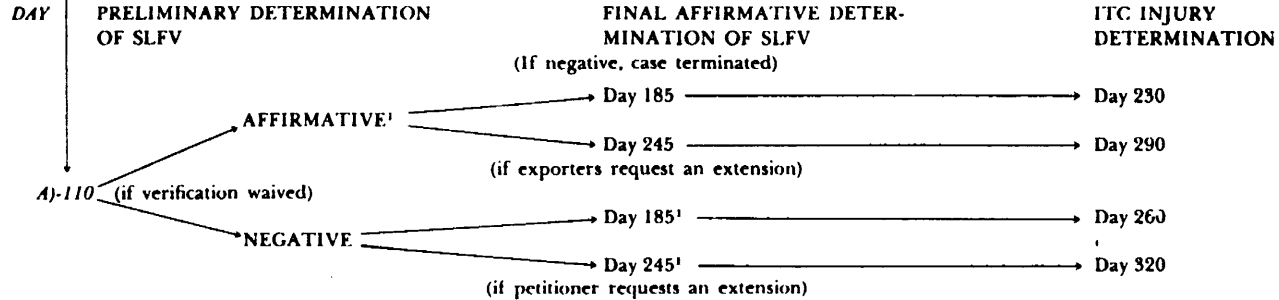 DAY PRELIMINARY DETERMINATION FINAL AFFIRMATIVE DETER- ITC INJURY
OF SLFV MINATION OF SLFV DETERMINATION
(If negative, case terminated)
Day 185 Day 230
AFFIRMATIVE¹
Day 245 Day 290
(if exporters request an extension)
A)-110 (if verification waived)
Day 185¹ Day 260
NEGATIVE
Day 245¹ Day 320
(if petitioner requests an extension)